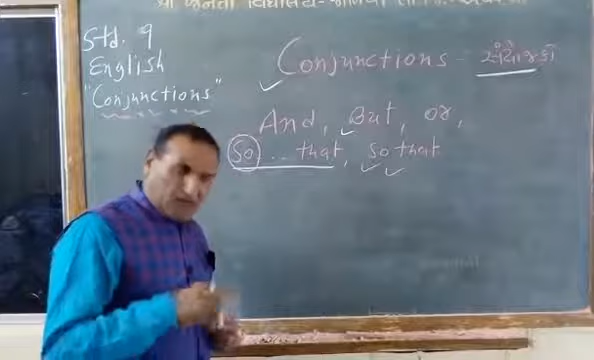 Std. 9
English
"Conjunctions"
Conjunctions - સંયોજકો
And, But, or,
So ... that, so that